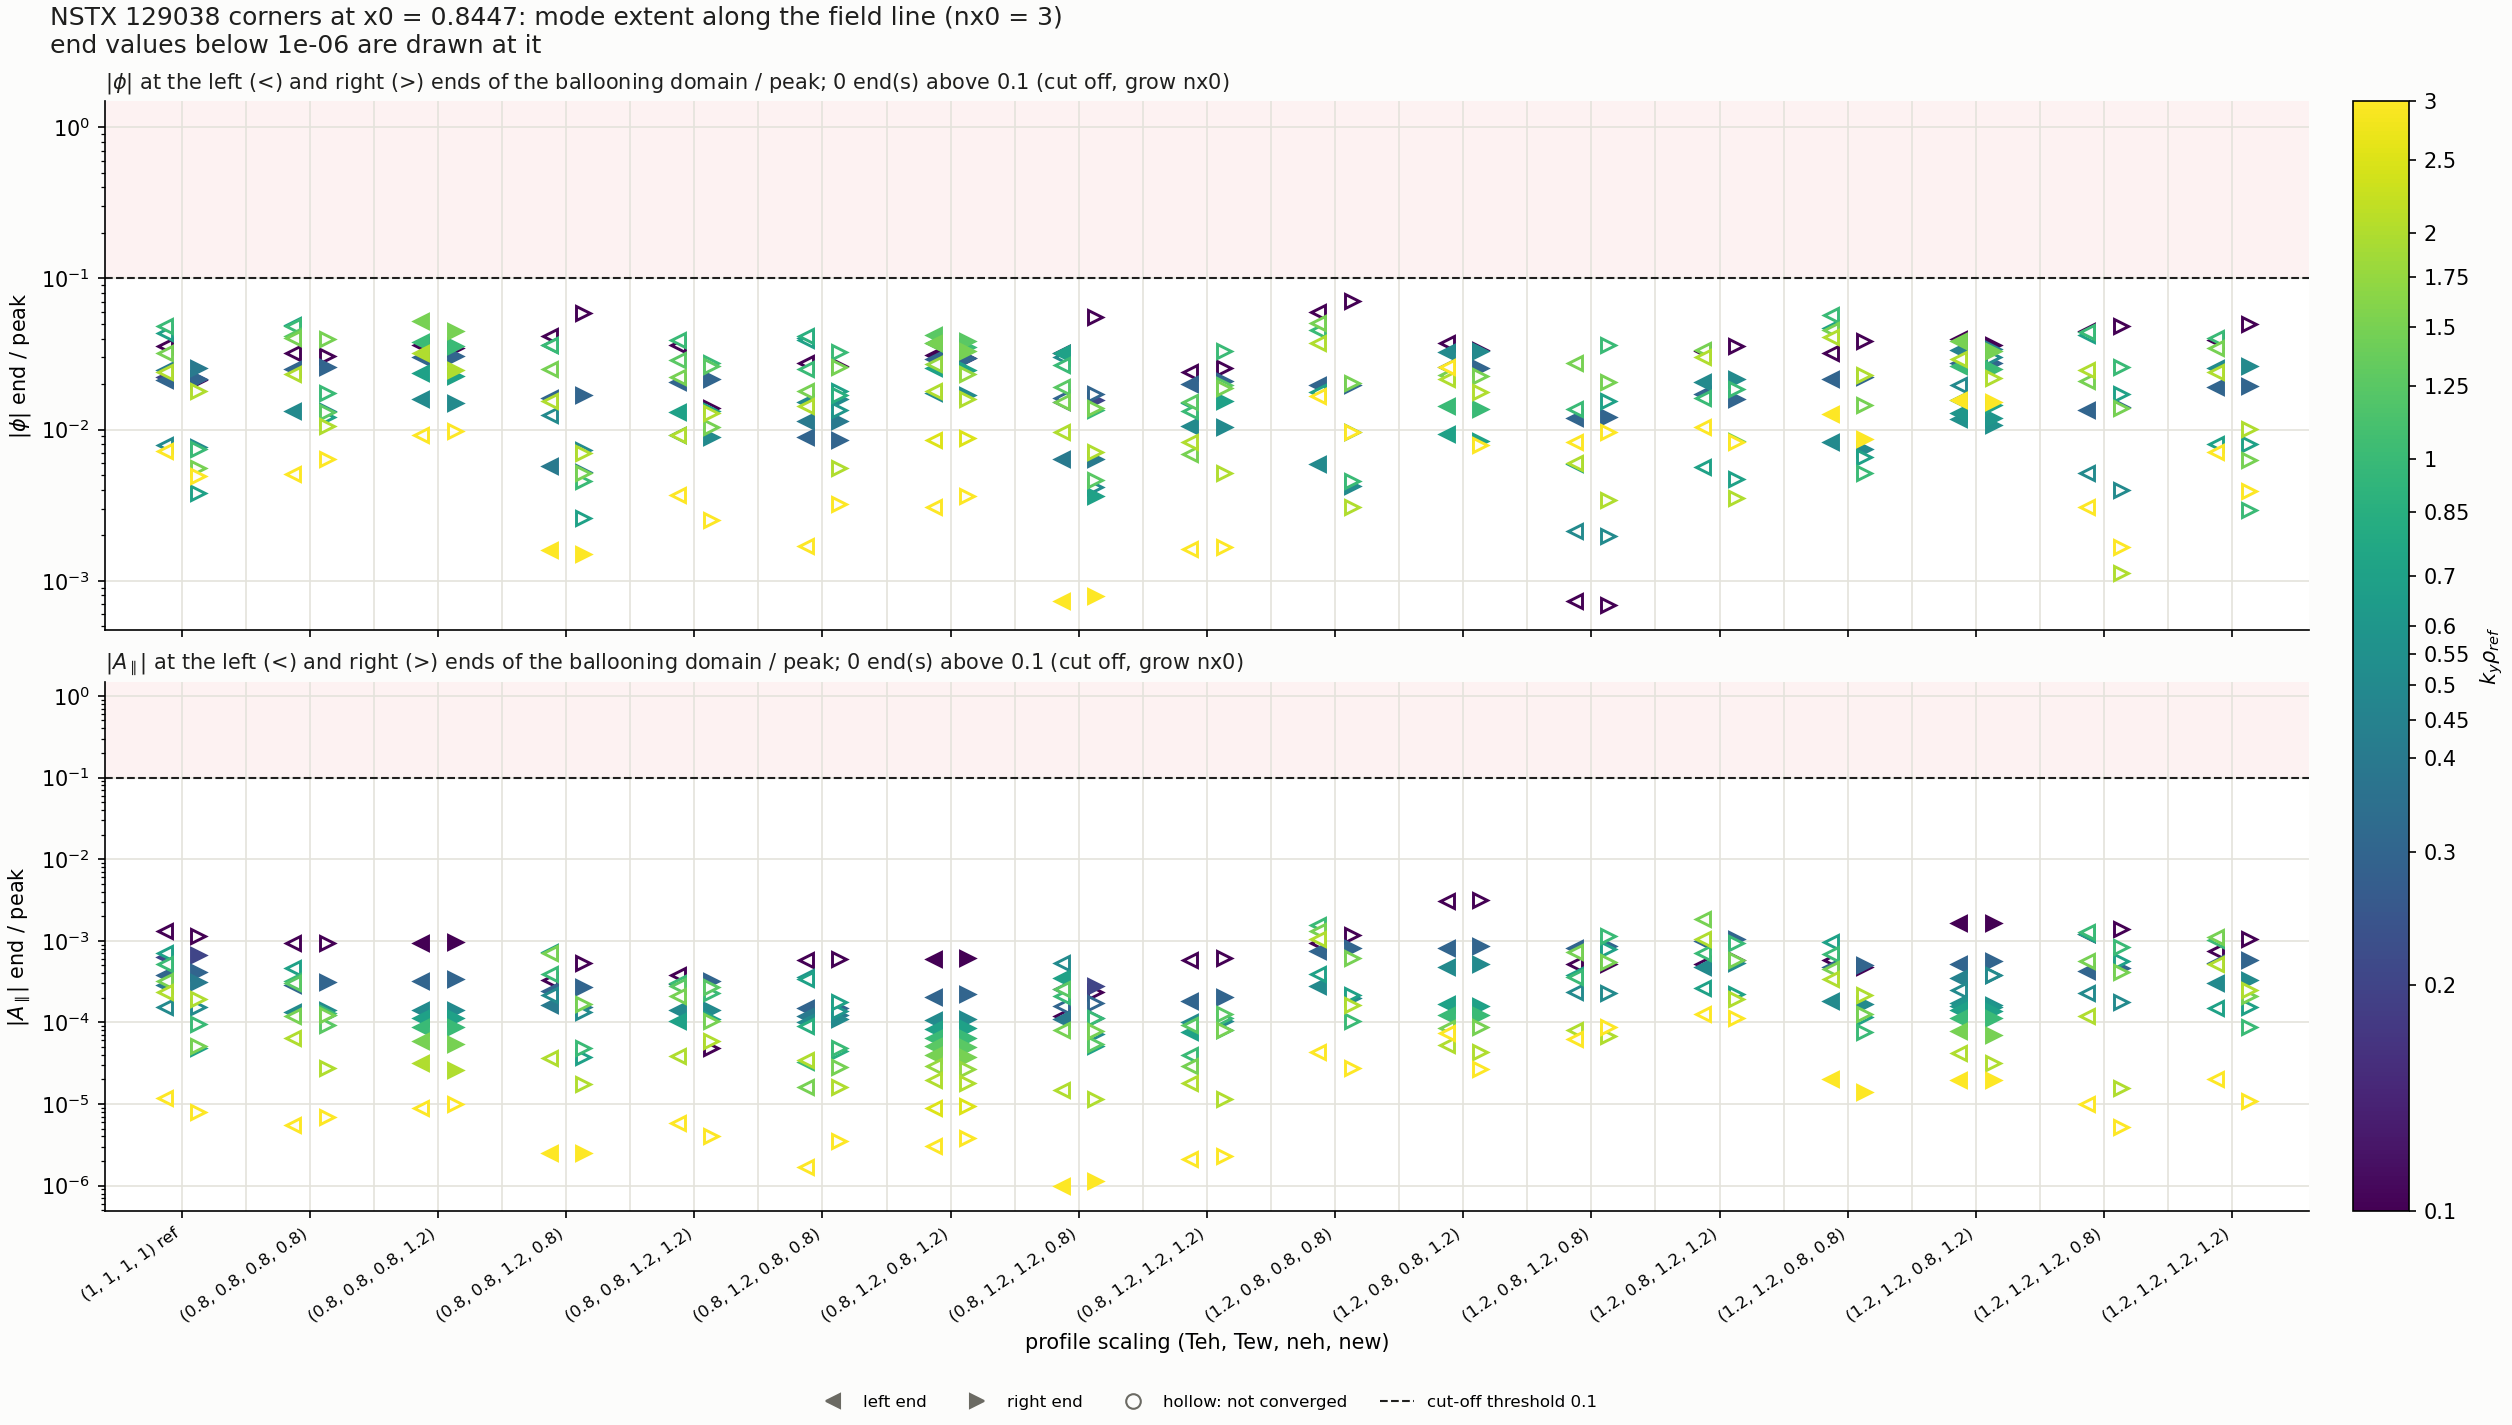 NSTX 129038 corners at x0 = 0.8447: mode extent along the field line (nx0 = 3)
end values below 1e-06 are drawn at it
|ϕ| at the left (<) and right (>) ends of the ballooning domain / peak; 0 end(s) above 0.1 (cut off, grow nx0)
10⁰
10⁻¹
10⁻²
10⁻³
|ϕ| end / peak
|A∥| at the left (<) and right (>) ends of the ballooning domain / peak; 0 end(s) above 0.1 (cut off, grow nx0)
10⁰
10⁻¹
10⁻²
10⁻³
10⁻⁴
10⁻⁵
10⁻⁶
|A∥| end / peak
(1, 1, 1, 1) ref
(0.8, 0.8, 0.8, 0.8)
(0.8, 0.8, 0.8, 1.2)
(0.8, 0.8, 1.2, 0.8)
(0.8, 0.8, 1.2, 1.2)
(0.8, 1.2, 0.8, 0.8)
(0.8, 1.2, 0.8, 1.2)
(0.8, 1.2, 1.2, 0.8)
(0.8, 1.2, 1.2, 1.2)
(1.2, 0.8, 0.8, 0.8)
(1.2, 0.8, 0.8, 1.2)
(1.2, 0.8, 1.2, 0.8)
(1.2, 0.8, 1.2, 1.2)
(1.2, 1.2, 0.8, 0.8)
(1.2, 1.2, 0.8, 1.2)
(1.2, 1.2, 1.2, 0.8)
(1.2, 1.2, 1.2, 1.2)
profile scaling (Teh, Tew, neh, new)
3
2.5
2
1.75
1.5
1.25
1
0.85
0.7
0.6
0.55
0.5
0.45
0.4
0.3
0.2
0.1
k_yρ_ref
left end
right end
hollow: not converged
cut-off threshold 0.1